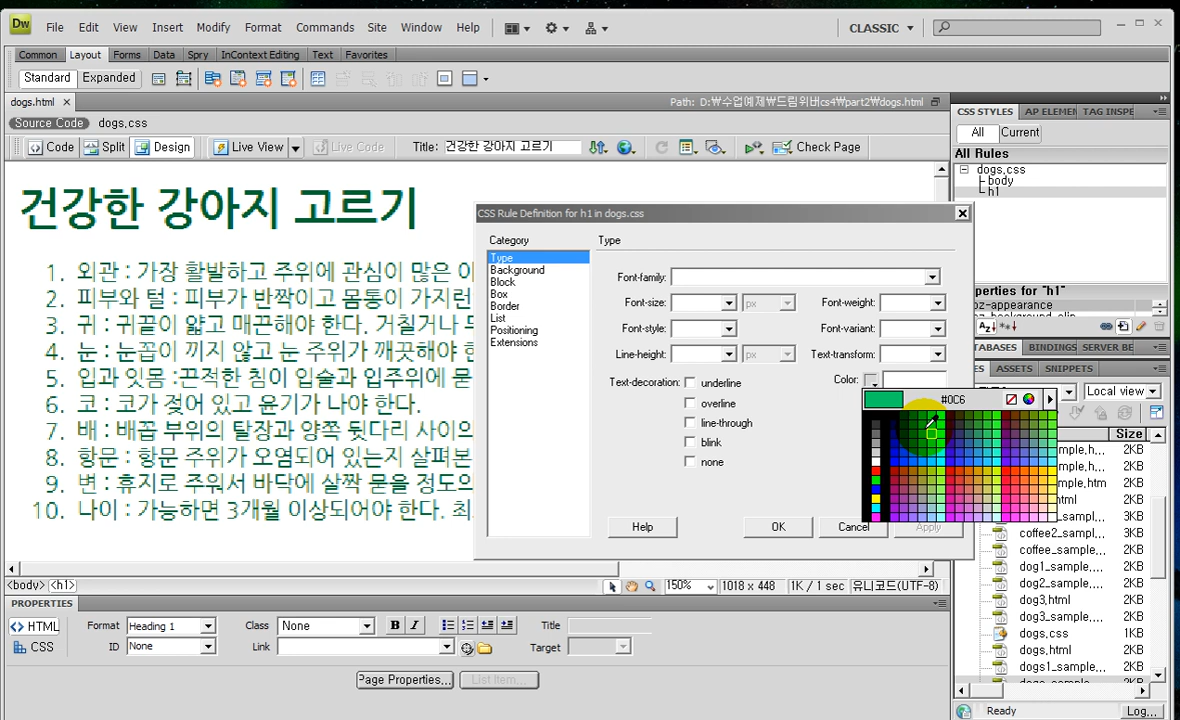 Dw File Edit View Insert Modify Format Commands Site Window Help CLASSIC
Common Layout Forms Data Spry InContext Editing Text Favorites
Standard Expanded
dogs.html Path: D:₩수업예제₩드림위버cs4₩part2₩dogs.html
Source Code dogs.css
Code Split Design Live View Live Code Title: 건강한 강아지 고르기 Check Page
건강한 강아지 고르기
1. 외관 : 가장 활발하고 주위에 관심이 많은
2. 피부와 털 : 피부가 반짝이고 몸통이 가지런
3. 귀 : 귀끝이 얇고 매끈해야 한다. 거칠거나
4. 눈 : 눈꼽이 끼지 않고 눈 주위가 깨끗해야
5. 입과 잇몸 :끈적한 침이 입술과 입주위에 묻
6. 코 : 코가 젖어 있고 윤기가 나야 한다.
7. 배 : 배꼽 부위의 탈장과 양쪽 뒷다리 사이의
8. 항문 : 항문 주위가 오염되어 있는지 살펴본
9. 변 : 휴지로 주워서 바닥에 살짝 묻을 정도의
10. 나이 : 가능하면 3개월 이상되어야 한다. 최
CSS Rule Definition for h1 in dogs.css
Category Type
Type
Background
Block
Box
Border
List
Positioning
Extensions
Font-family:
Font-size: px Font-weight:
Font-style: Font-variant:
Line-height: px Text-transform:
Text-decoration: underline Color:
overline
line-through
blink
none
#0C6
Help OK Cancel Apply
CSS STYLES AP ELEMEN TAG INSPE
All Current
All Rules
dogs.css
body
h1
perties for "h1"
oz-appearance
TABASES BINDINGS SERVER BE
ES ASSETS SNIPPETS
Local view
Size
mple.h... 2KB
mple.h... 2KB
mple.htm 2KB
html 2KB
_sampl... 3KB
coffee2_samp... 3KB
coffee_sample... 2KB
dog1_sample.... 2KB
dog2_sample.... 2KB
dog3.html 2KB
dog3_sample... 2KB
dogs.css 1KB
dogs.html 2KB
dogs1_sample... 2KB
Ready Log...
<body> <h1> 150% 1018 x 448 1K / 1 sec 유니코드(UTF-8)
PROPERTIES
HTML Format Heading 1 Class None B I Title
CSS ID None Link Target
Page Properties... List Item...